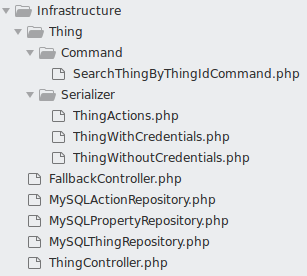 Infrastructure
Thing
Command
SearchThingByThingIdCommand.php
Serializer
ThingActions.php
ThingWithCredentials.php
ThingWithoutCredentials.php
FallbackController.php
MySQLActionRepository.php
MySQLPropertyRepository.php
MySQLThingRepository.php
ThingController.php